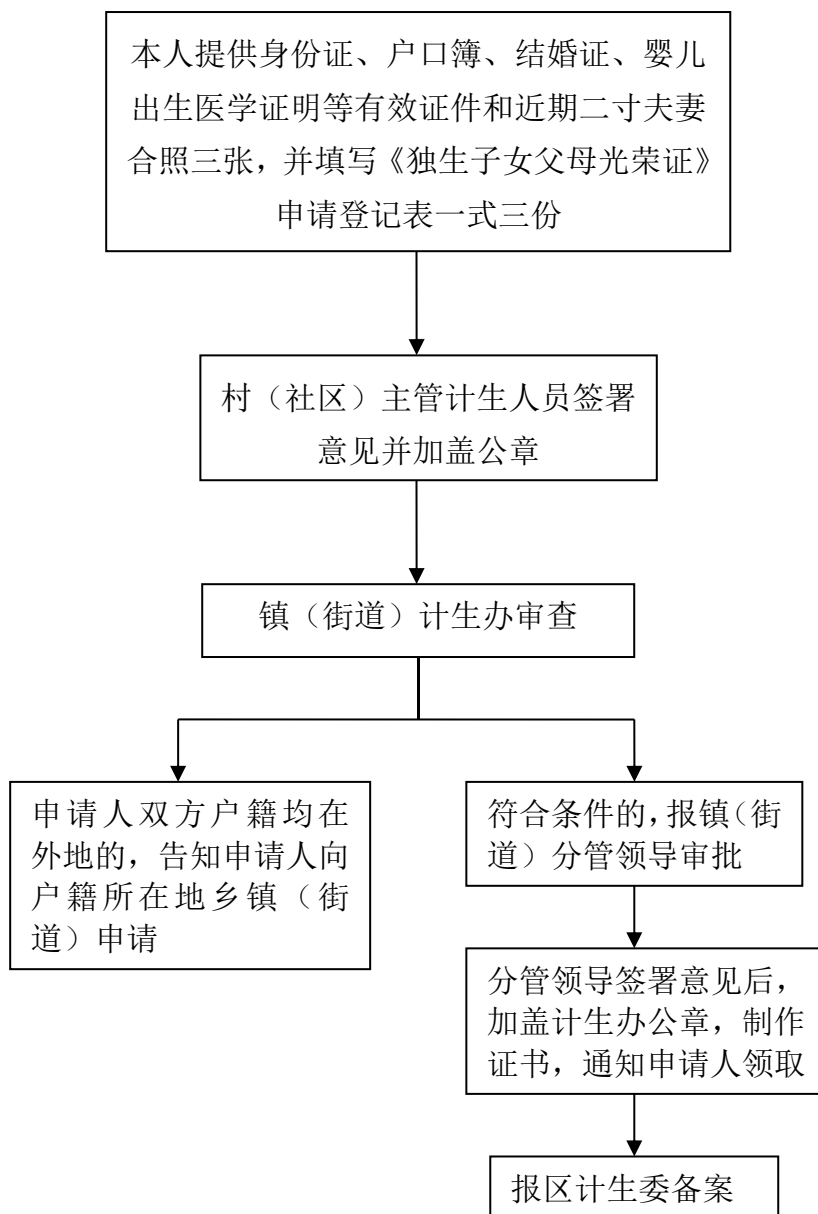 本人提供身份证、户口簿、结婚证、婴儿
出生医学证明等有效证件和近期二寸夫妻
合照三张，并填写《独生子女父母光荣证》
申请登记表一式三份
村（社区）主管计生人员签署
意见并加盖公章
镇（街道）计生办审查
申请人双方户籍均在
外地的，告知申请人向
户籍所在地乡镇（街
道）申请
符合条件的，报镇（街
道）分管领导审批
分管领导签署意见后，
加盖计生办公章，制作
证书，通知申请人领取
报区计生委备案